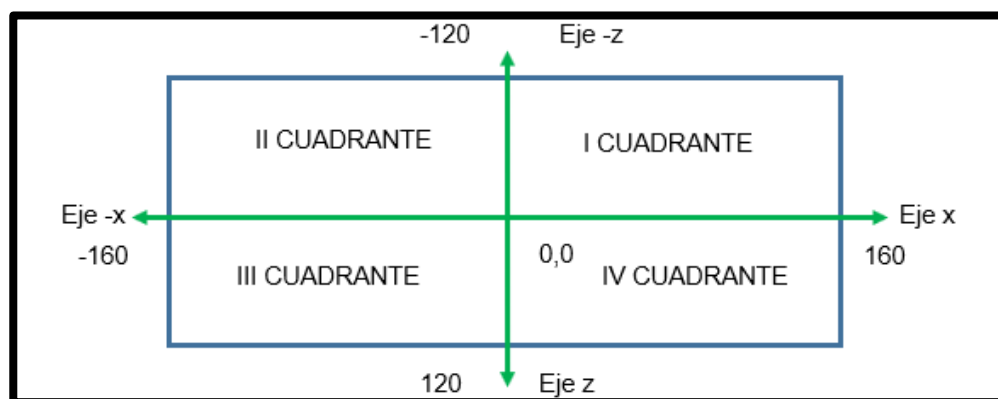 -120 Eje -z
II CUADRANTE I CUADRANTE
Eje -x Eje x
-160 0,0 160
III CUADRANTE IV CUADRANTE
120 Eje z